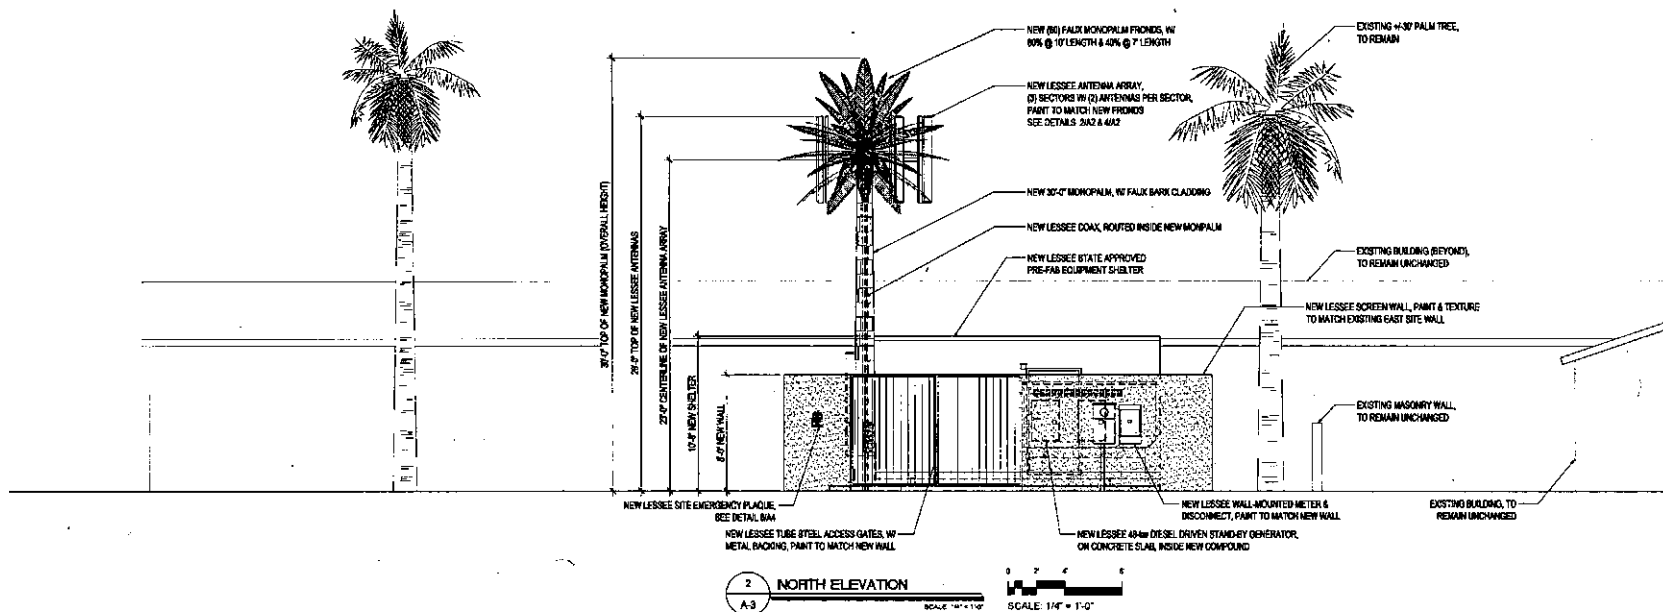 NEW (60) FAUX MONOPALM FRONDS, W/
60% @ 10' LENGTH & 40% @ 7' LENGTH
EXISTING +/-30' PALM TREE,
TO REMAIN
NEW LESSEE ANTENNA ARRAY,
(3) SECTORS W/ (2) ANTENNAS PER SECTOR,
PAINT TO MATCH NEW FRONDS
SEE DETAILS 2/A2 & 4/A2
NEW 30'-0" MONOPALM, W/ FAUX BARK CLADDING
NEW LESSEE COAX, ROUTED INSIDE NEW MONPALM
NEW LESSEE STATE APPROVED
PRE-FAB EQUIPMENT SHELTER
EXISTING BUILDING (BEYOND),
TO REMAIN UNCHANGED
NEW LESSEE SCREEN WALL, PAINT & TEXTURE
TO MATCH EXISTING EAST SITE WALL
EXISTING MASONRY WALL,
TO REMAIN UNCHANGED
30'-0" TOP OF NEW MONOPALM (OVERALL HEIGHT)
26'-0" TOP OF NEW LESSEE ANTENNAS
23'-0" CENTERLINE OF NEW LESSEE ANTENNA ARRAY
10'-8" NEW SHELTER
8'-0" NEW WALL
NEW LESSEE SITE EMERGENCY PLAQUE,
SEE DETAIL
NEW LESSEE TUBE STEEL ACCESS GATES, W/
METAL BACKING, PAINT TO MATCH NEW WALL
NEW LESSEE WALL-MOUNTED METER &
DISCONNECT, PAINT TO MATCH NEW WALL
NEW LESSEE 48-kw DIESEL DRIVEN STAND-BY GENERATOR,
ON CONCRETE SLAB, INSIDE NEW COMPOUND
EXISTING BUILDING, TO
REMAIN UNCHANGED
2
A-3
NORTH ELEVATION
SCALE: 1/4" = 1'-0"
0 2' 4' 8'
SCALE: 1/4" = 1'-0"